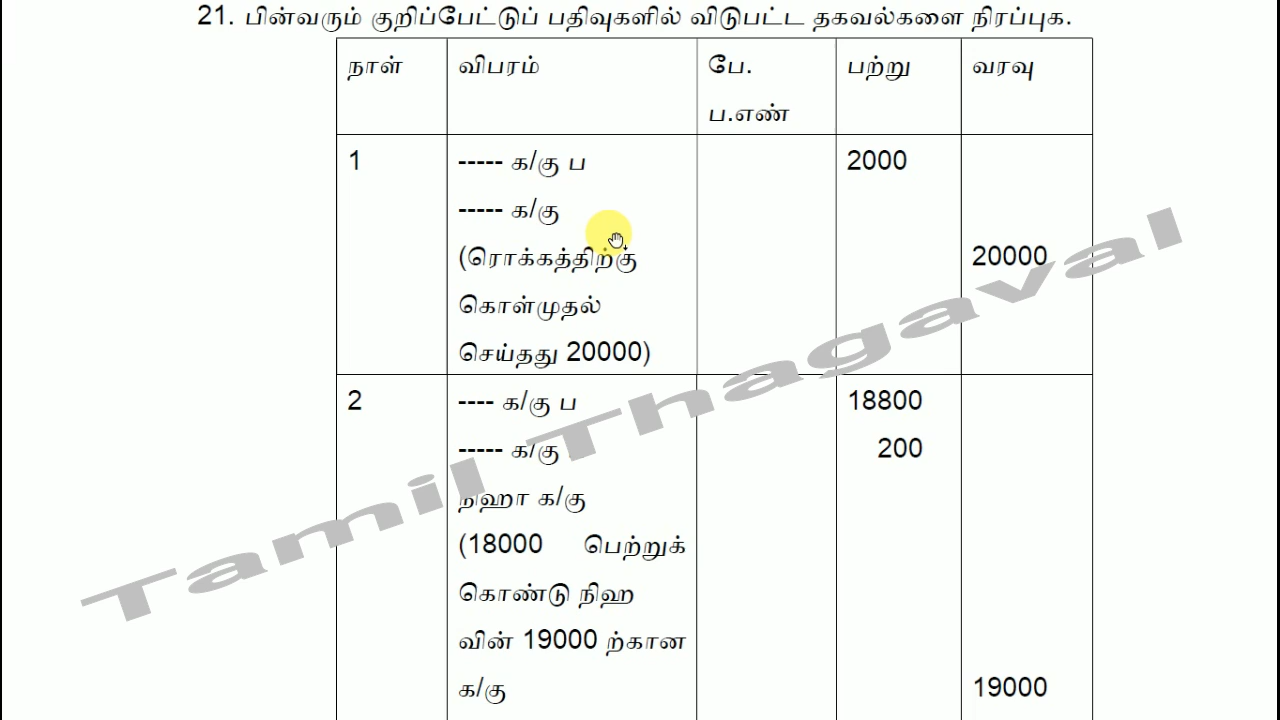 21. பின்வரும் குறிப்பேட்டுப் பதிவுகளில் விடுபட்ட தகவல்களை நிரப்புக.
நாள் விபரம் பே. பற்று வரவு
ப.எண்
1 ----- க/கு ப 2000
----- க/கு
(ரொக்கத்திற்கு 20000
கொள்முதல்
செய்தது 20000)
2 ---- க/கு ப 18800
----- க/கு 200
நிஹா க/கு
(18000 பெற்றுக்
கொண்டு நிஹ
வின் 19000 ற்கான
க/கு 19000
Tamil Thagaval